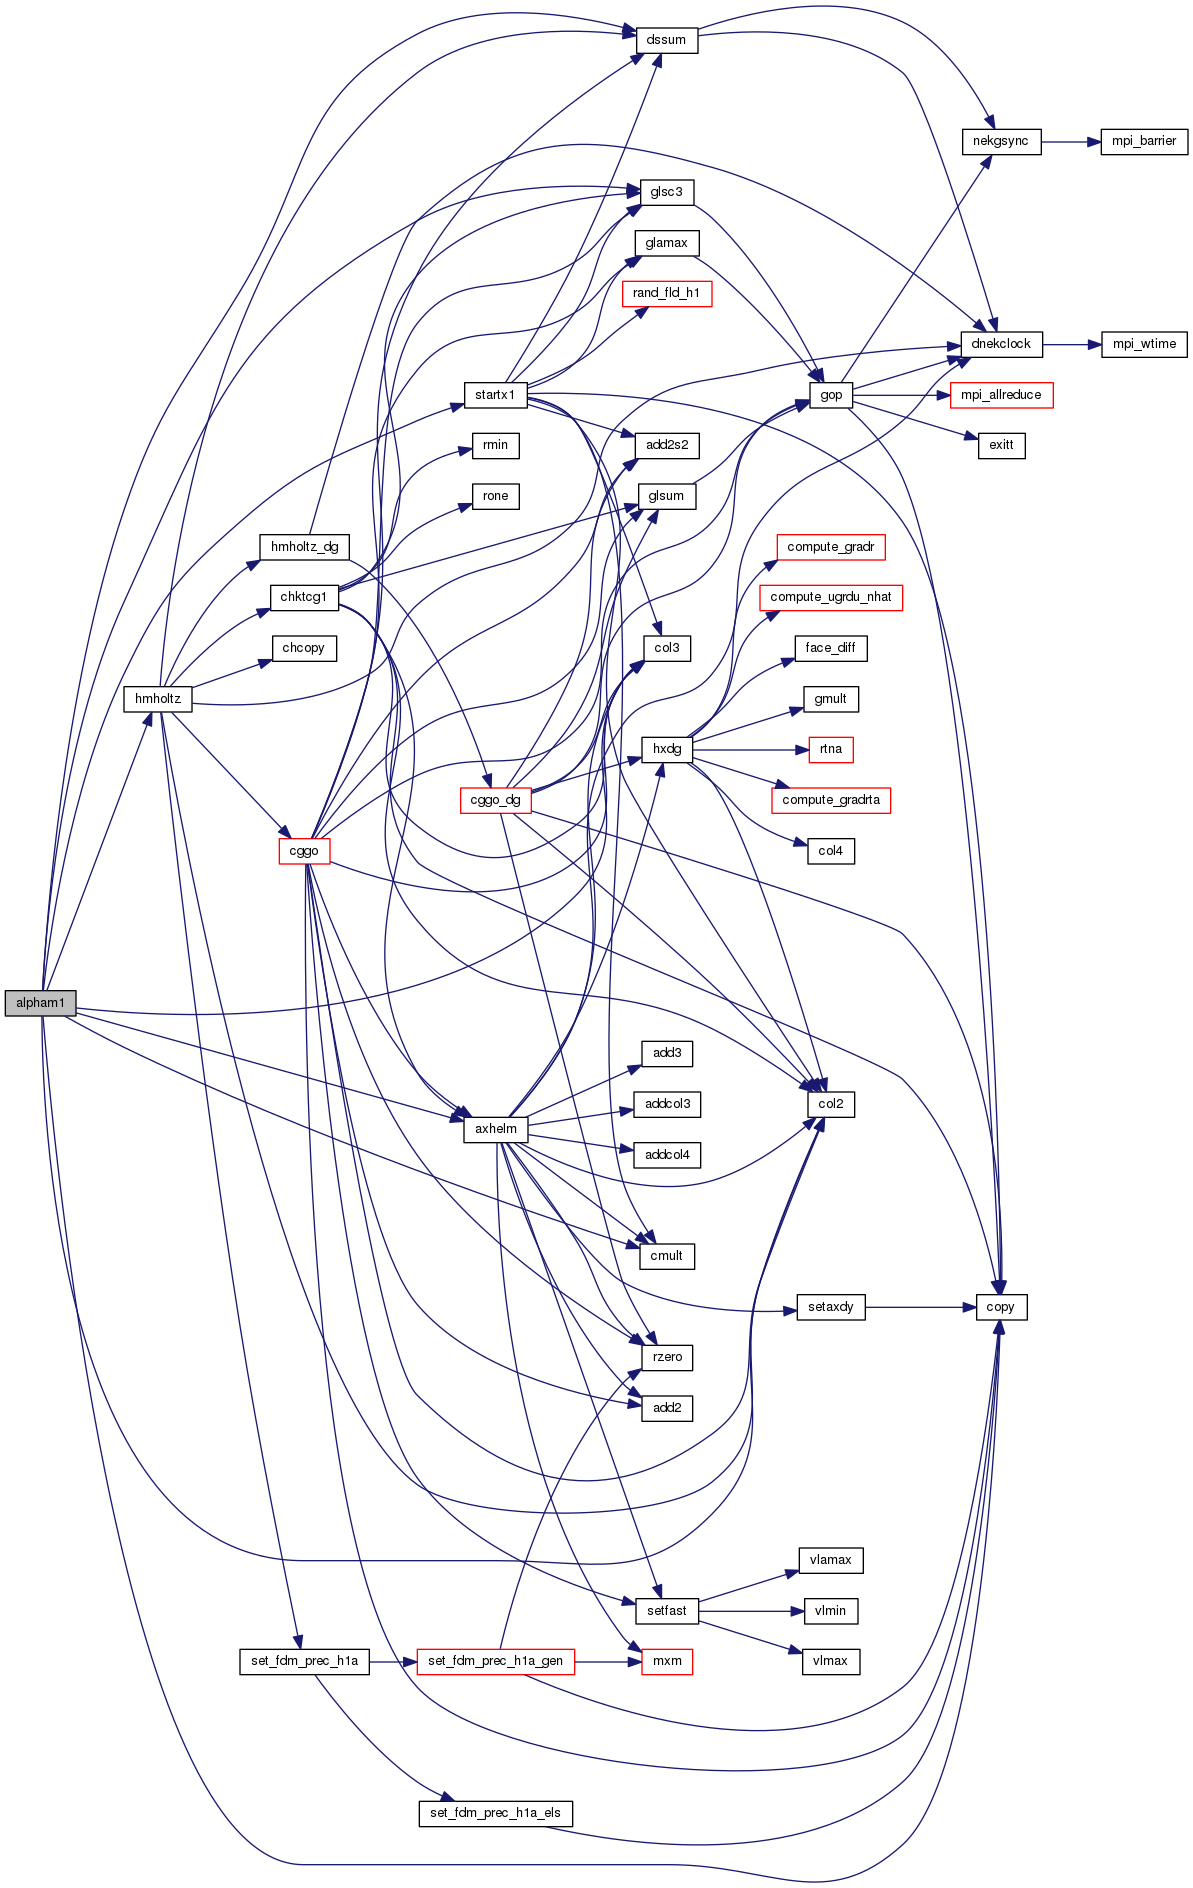 dssum
nekgsync
mpi_barrier
glsc3
glamax
rand_fld_h1
dnekclock
mpi_wtime
startx1
gop
mpi_allreduce
rmin
add2s2
exitt
rone
glsum
hmholtz_dg
compute_gradr
chktcg1
compute_ugrdu_nhat
chcopy
col3
face_diff
hmholtz
gmult
hxdg
rtna
cggo_dg
compute_gradrta
cggo
col4
alpham1
add3
addcol3
col2
axhelm
addcol4
cmult
setaxdy
copy
rzero
add2
vlamax
setfast
vlmin
set_fdm_prec_h1a
set_fdm_prec_h1a_gen
mxm
vlmax
set_fdm_prec_h1a_els